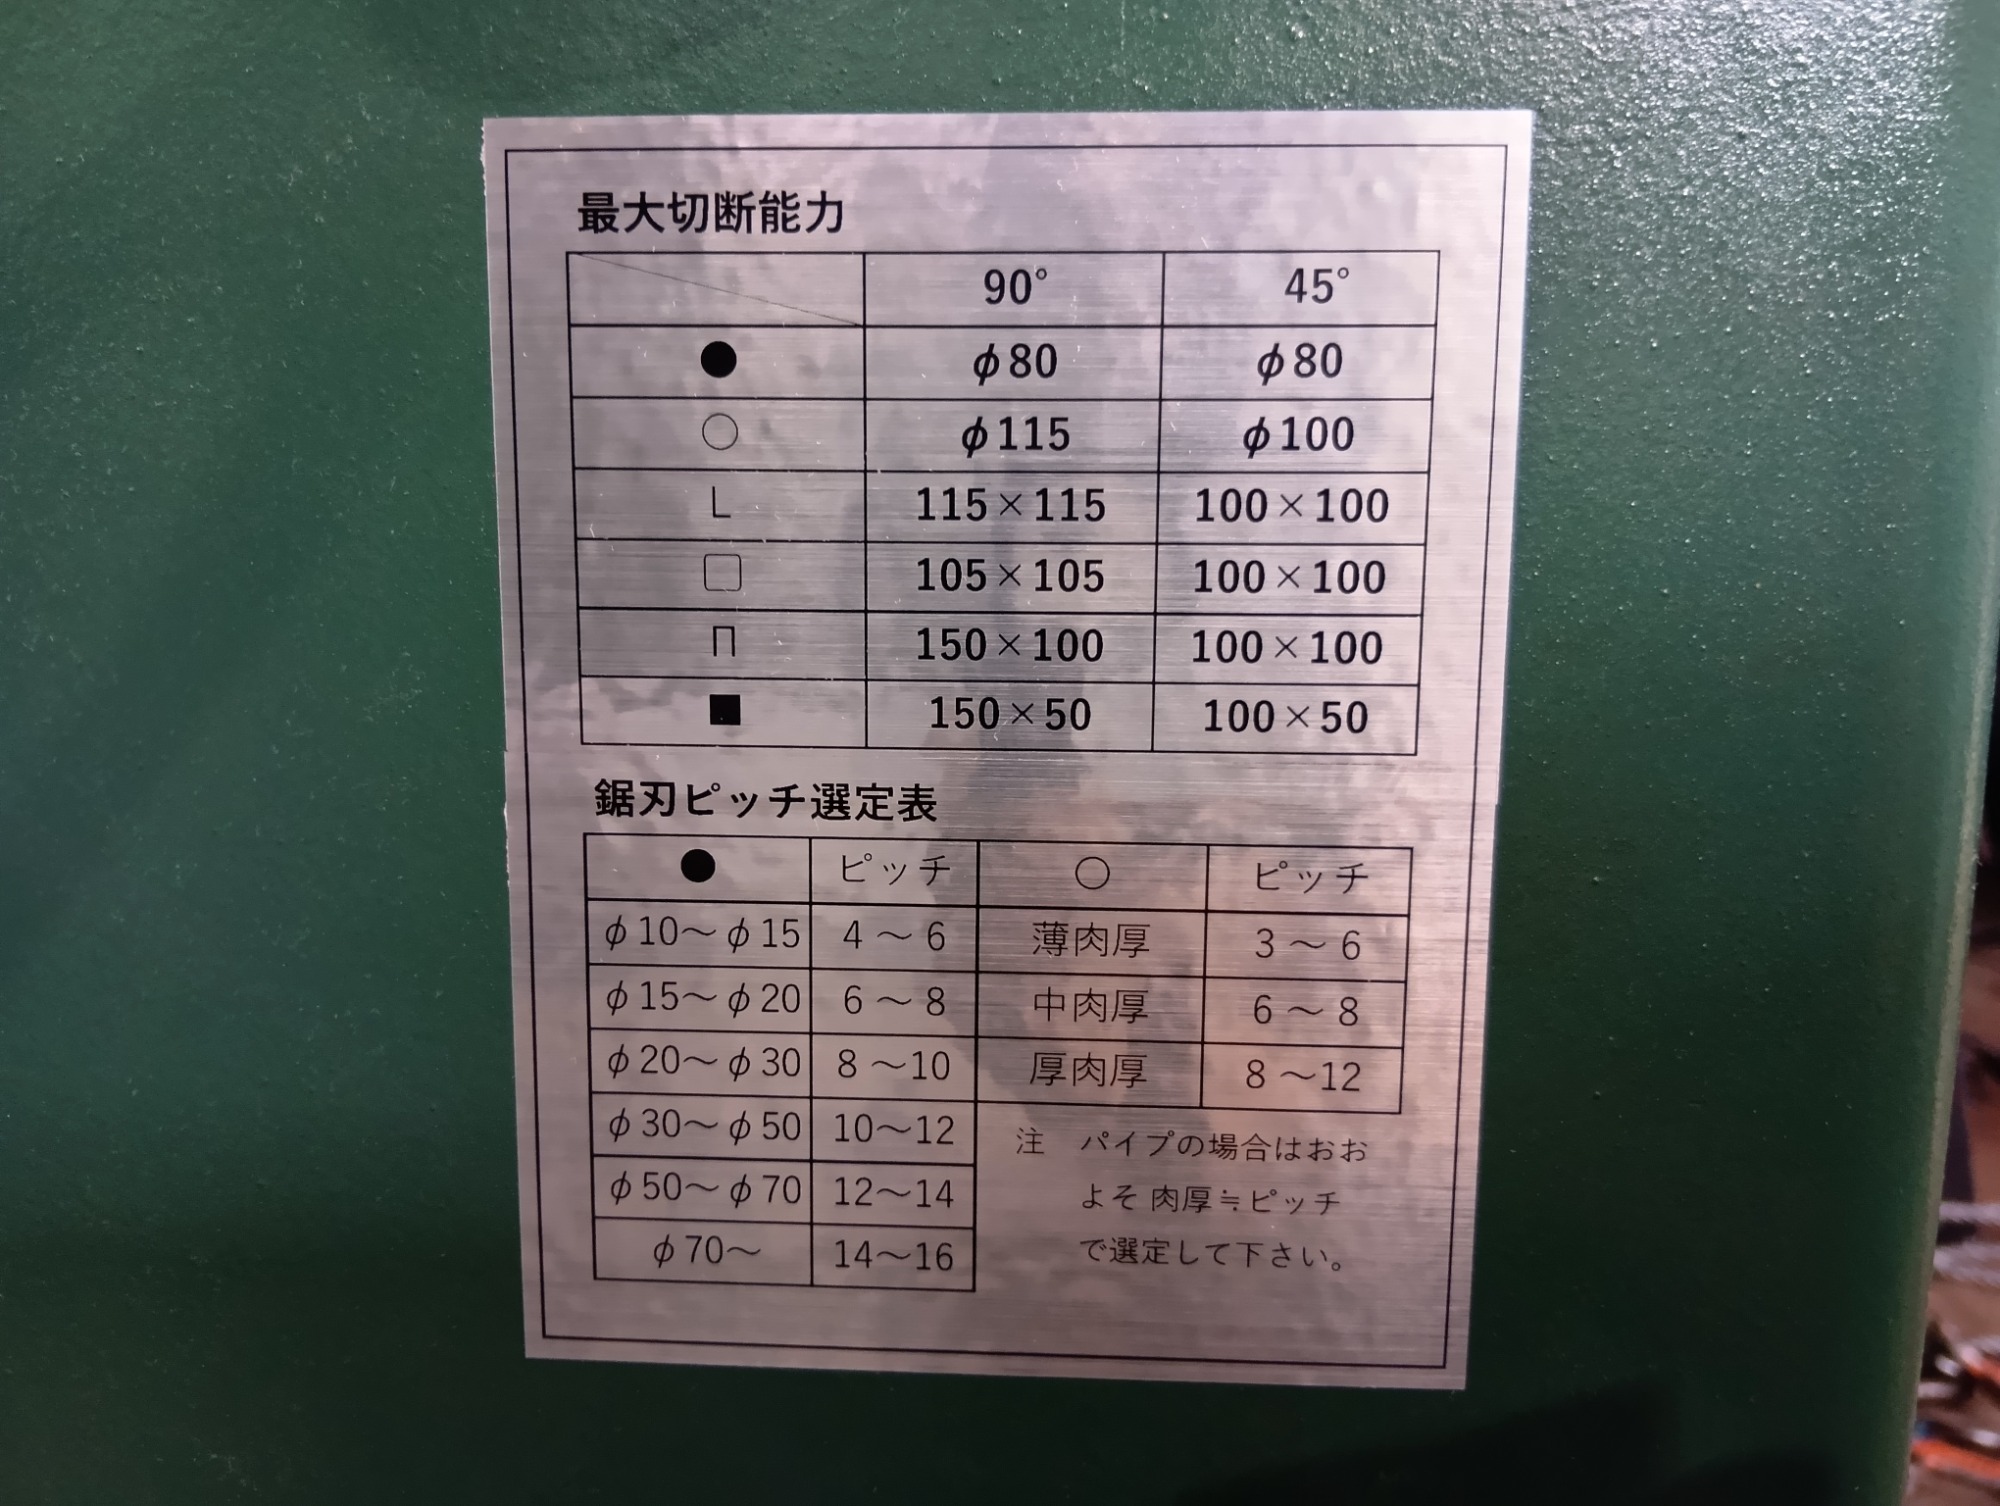 最大切断能力
90° 45°
● φ80 φ80
○ φ115 φ100
L 115×115 100×100
□ 105×105 100×100
⊓ 150×100 100×100
■ 150×50 100×50
鋸刃ピッチ選定表
● ピッチ ○ ピッチ
φ10～φ15 4～6 薄肉厚 3～6
φ15～φ20 6～8 中肉厚 6～8
φ20～φ30 8～10 厚肉厚 8～12
φ30～φ50 10～12
φ50～φ70 12～14
φ70～ 14～16
注 パイプの場合はおお
よそ 肉厚≒ピッチ
で選定して下さい。